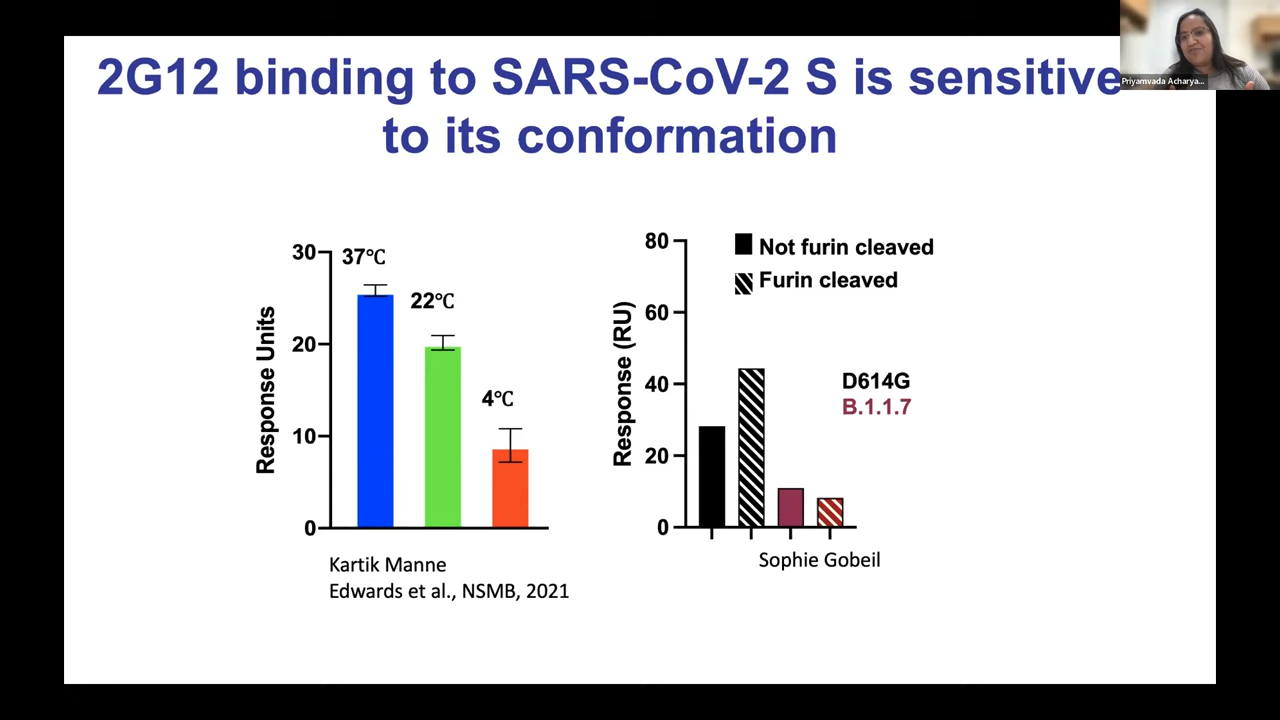 2G12 binding to SARS-CoV-2 S is sensitive
to its conformation
Priyamvada Acharya...
30
20
10
0
Response Units
37℃
22℃
4℃
Kartik Manne
Edwards et al., NSMB, 2021
80
60
40
20
0
Response (RU)
Not furin cleaved
Furin cleaved
D614G
B.1.1.7
Sophie Gobeil